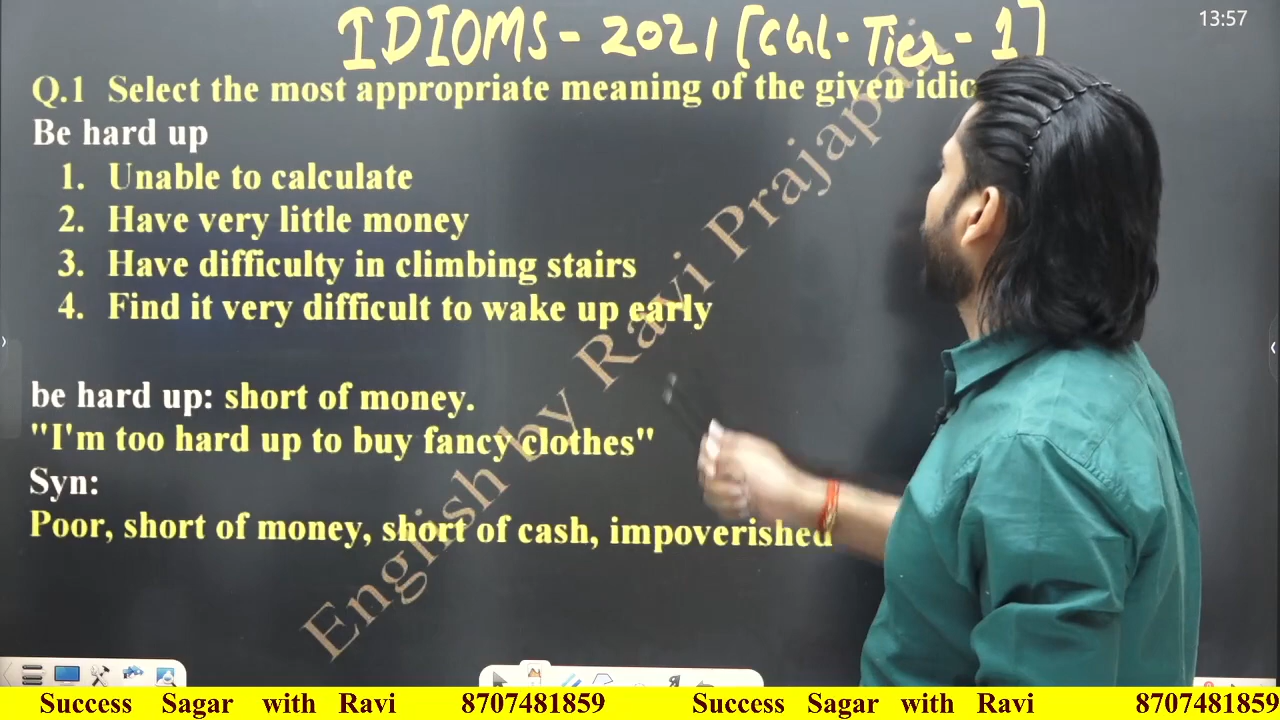 IDIOMS - 2021 [CGL - Tier - 1]
13:57
Q.1 Select the most appropriate meaning of the given
Be hard up
1. Unable to calculate
2. Have very little money
3. Have difficulty in climbing stairs
4. Find it very difficult to wake up early
be hard up: short of money.
"I'm too hard up to buy fancy clothes"
Syn:
Poor, short of money, short of cash, impoverished
English by Ravi Prajapati
Success Sagar with Ravi 8707481859 Success Sagar with Ravi 8707481859